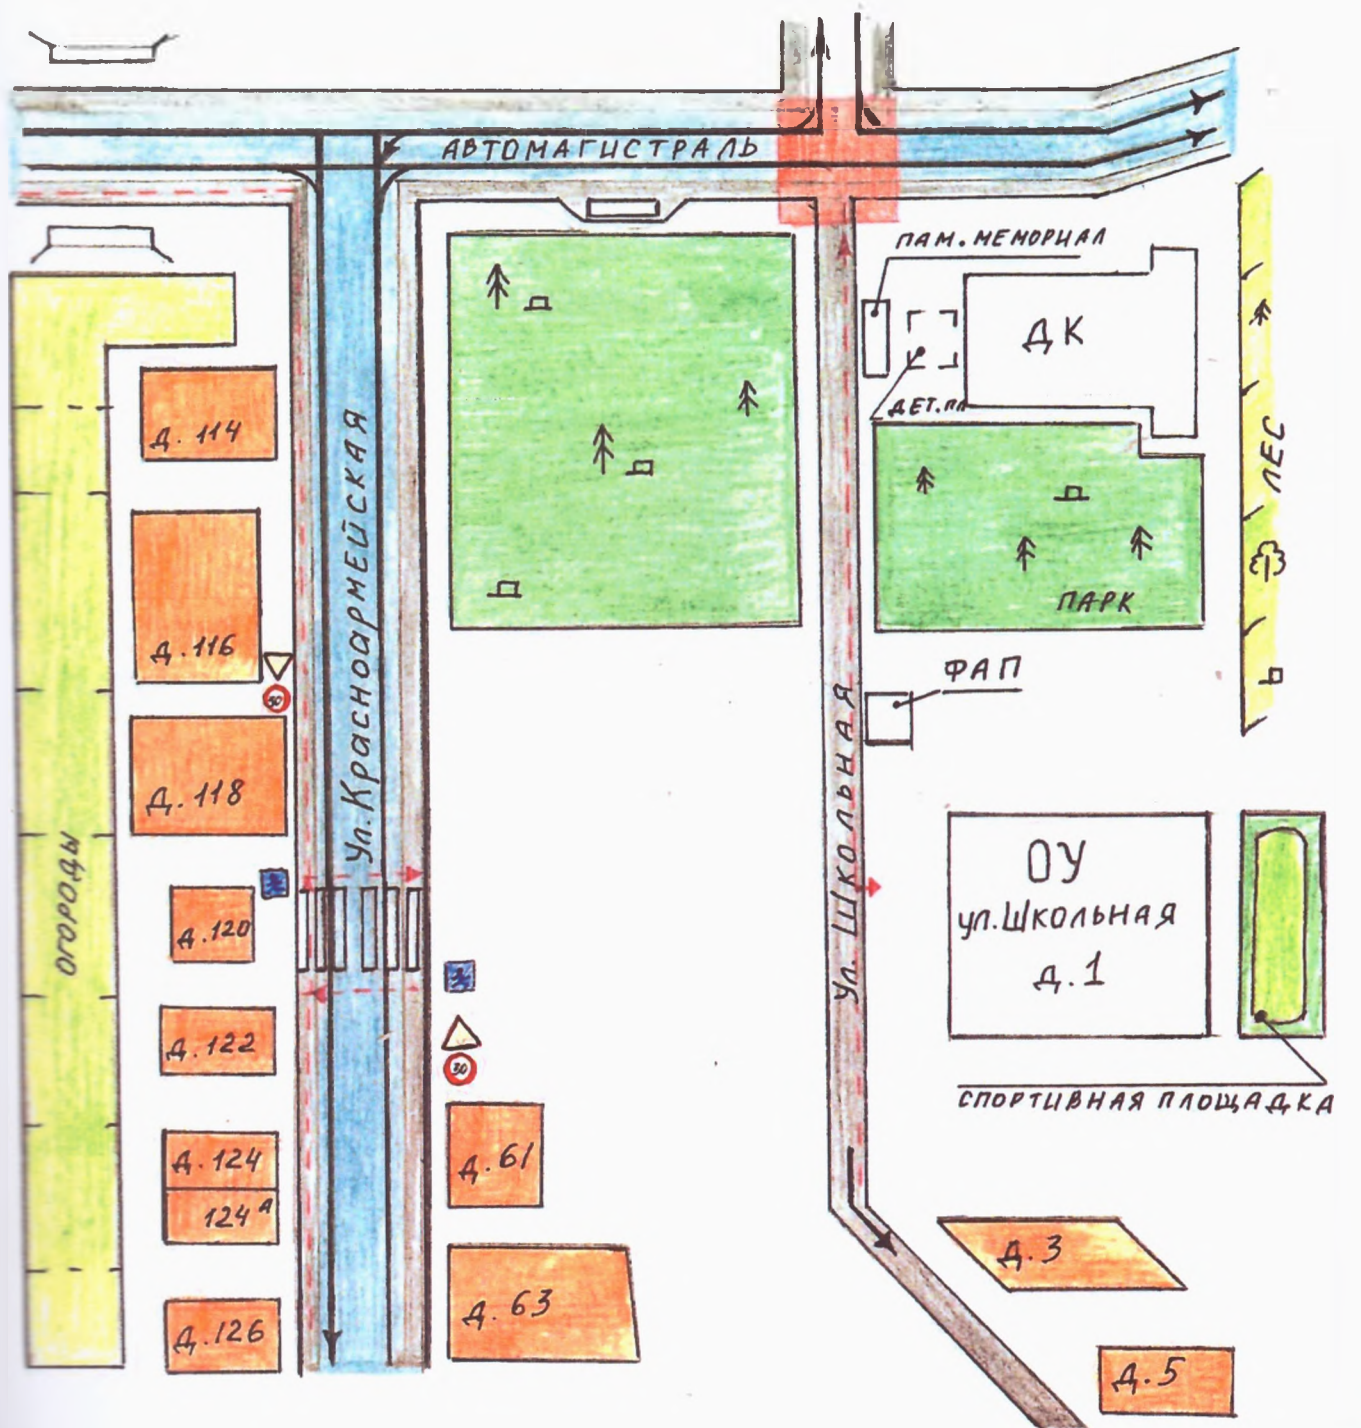 АВТОМАГИСТРАЛЬ
ПАМ. МЕМОРИАЛ
ДК
ДЕТ.ПЛ
Д. 114
ул. Красноармейская
ЛЕС
ПАРК
Д. 116
30
ФАП
Д. 118
ул. Школьная
ОГОРОДЫ
ОУ
ул. Школьная
д. 1
д. 120
д. 122
30
СПОРТИВНАЯ ПЛОЩАДКА
д. 124
124А
д. 61
д. 3
д. 63
д. 126
д. 5